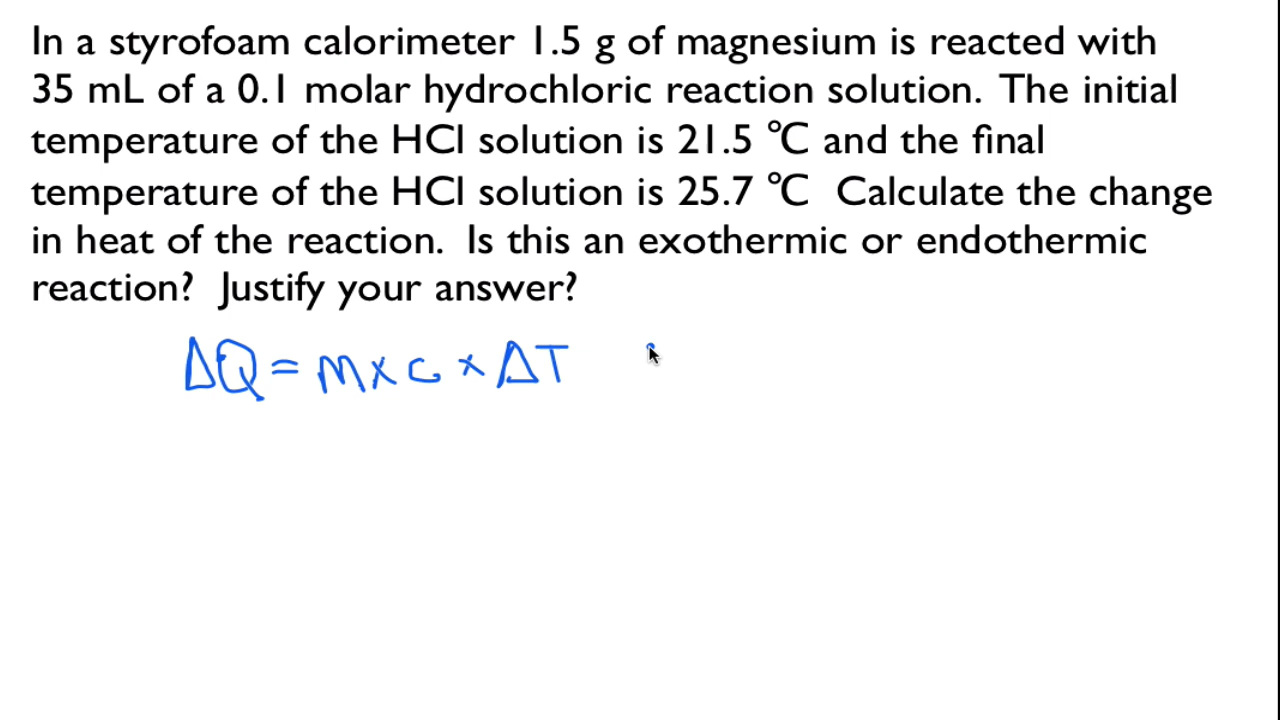 In a styrofoam calorimeter 1.5 g of magnesium is reacted with
35 mL of a 0.1 molar hydrochloric reaction solution. The initial
temperature of the HCl solution is 21.5 ℃ and the final
temperature of the HCl solution is 25.7 ℃ Calculate the change
in heat of the reaction. Is this an exothermic or endothermic
reaction? Justify your answer?
ΔQ = m x c x ΔT